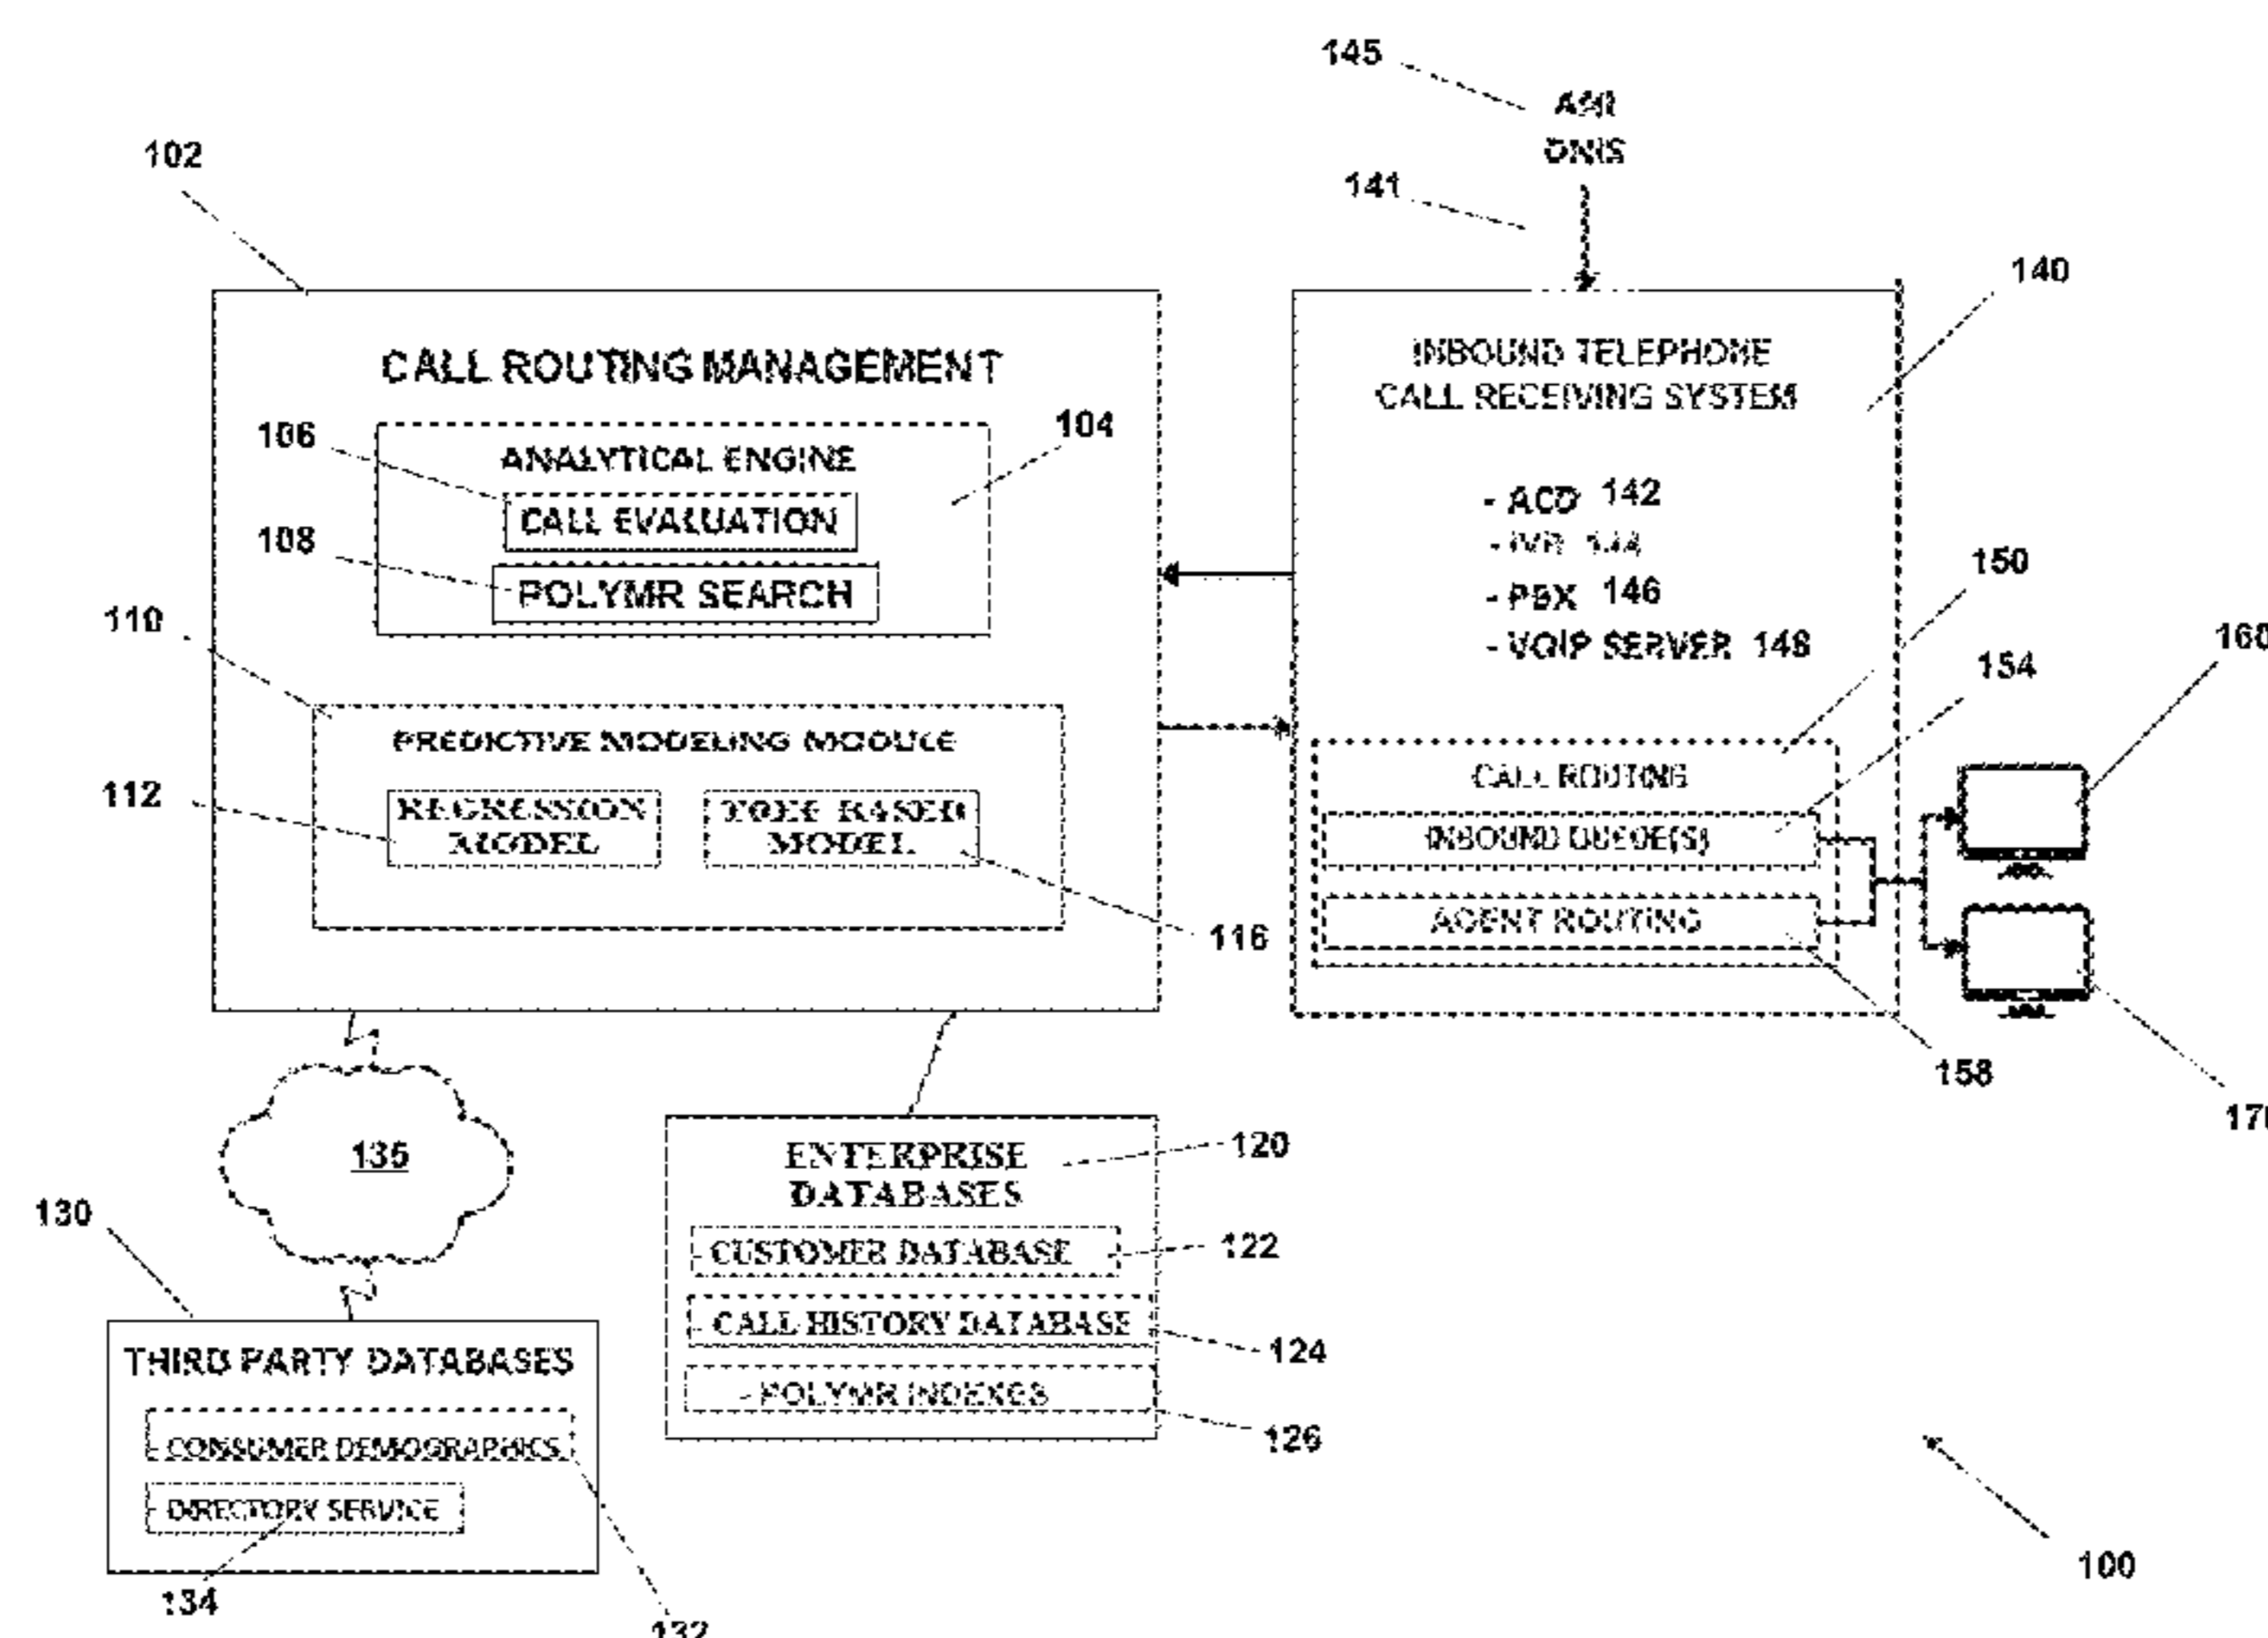 145
ANI
DNIS
102
141
140
CALL ROUTING MANAGEMENT
INBOUND TELEPHONE
CALL RECEIVING SYSTEM
106
104
ANALYTICAL ENGINE
CALL EVALUATION
108
POLYMR SEARCH
- ACD 142
- IVR 144
- PBX 146
- VOIP SERVER 148
150
154
160
110
PREDICTIVE MODELING MODULE
112
REGRESSION
MODEL
TREE BASED
MODEL
116
CALL ROUTING
INBOUND QUEUE(S)
AGENT ROUTING
158
170
135
ENTERPRISE
DATABASES
120
- CUSTOMER DATABASE
122
- CALL HISTORY DATABASE
124
- POLYMR INDEXES
126
130
THIRD PARTY DATABASES
- CONSUMER DEMOGRAPHICS
- DIRECTORY SERVICE
134
132
100